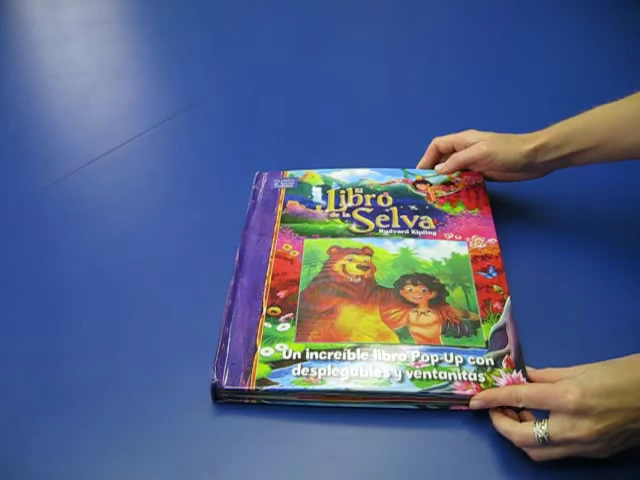 El
Libro
de la
Selva
Rudyard Kipling
Un increíble libro Pop-Up con
desplegables y ventanitas